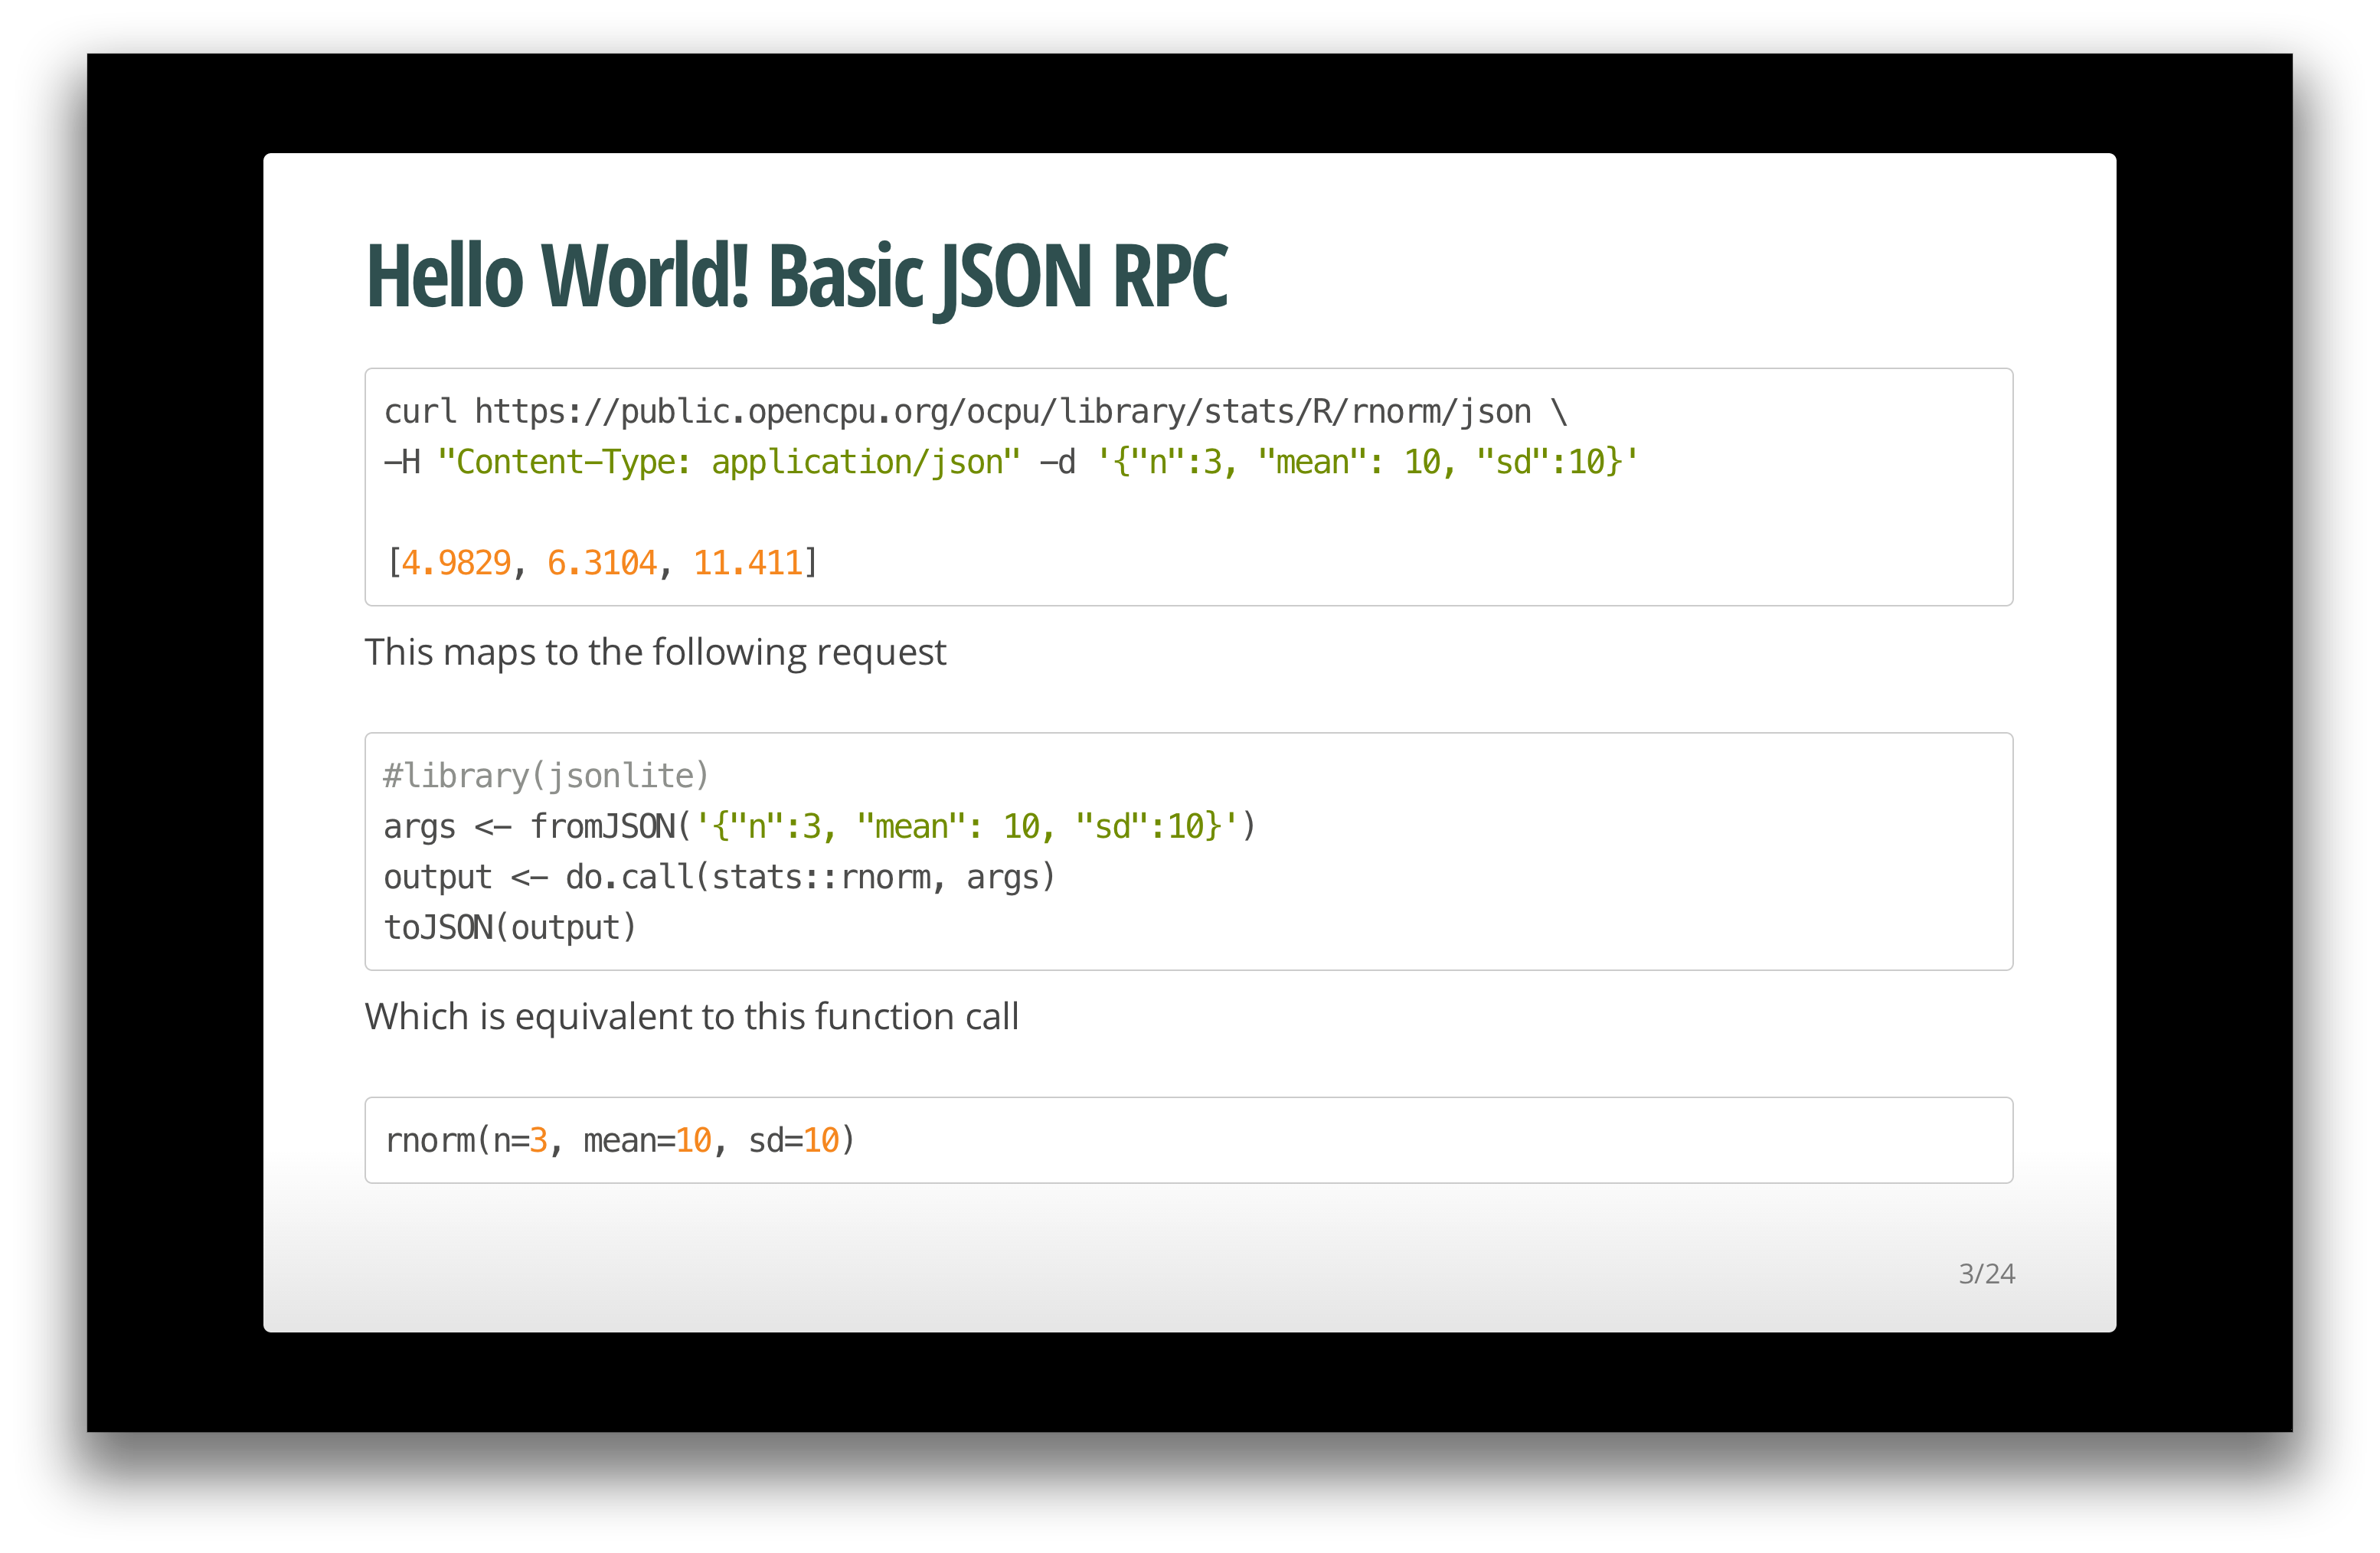 Hello World! Basic JSON RPC
curl https://public.opencpu.org/ocpu/library/stats/R/rnorm/json \
-H "Content-Type: application/json" -d '{"n":3, "mean": 10, "sd":10}'
[4.9829, 6.3104, 11.411]
This maps to the following request
#library(jsonlite)
args <- fromJSON('{"n":3, "mean": 10, "sd":10}')
output <- do.call(stats::rnorm, args)
toJSON(output)
Which is equivalent to this function call
rnorm(n=3, mean=10, sd=10)
3/24